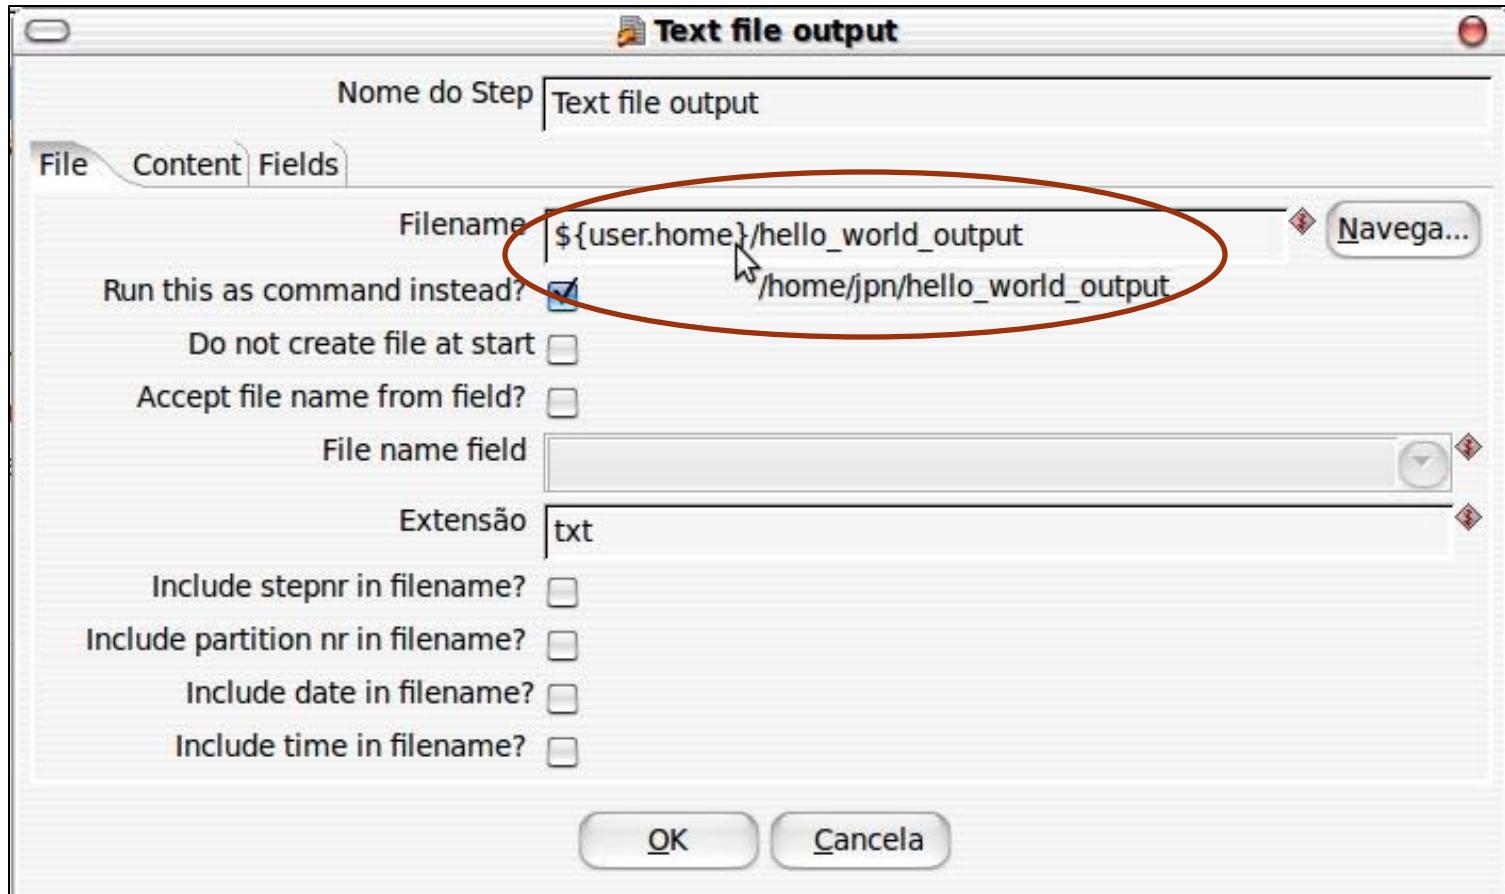 Text file output
Nome do Step Text file output
File Content Fields
Filename ${user.home}/hello_world_output Navega...
/home/jpn/hello_world_output
Run this as command instead?
Do not create file at start
Accept file name from field?
File name field
Extensão txt
Include stepnr in filename?
Include partition nr in filename?
Include date in filename?
Include time in filename?
OK Cancela